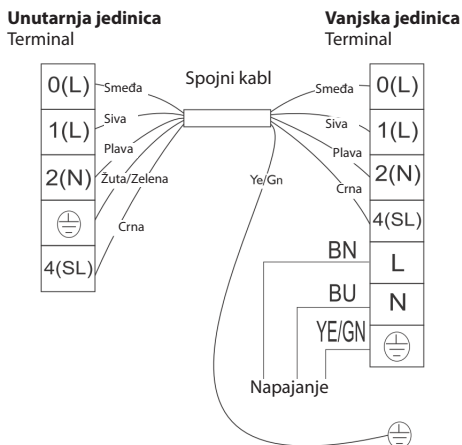 Unutarnja jedinica
Terminal
Vanjska jedinica
Terminal
Spojni kabl
0(L)
1(L)
2(N)
4(SL)
Smeđa
Siva
Plava
Žuta/Zelena
Crna
Ye/Gn
Smeđa
Siva
Plava
Crna
0(L)
1(L)
2(N)
4(SL)
L
N
BN
BU
YE/GN
Napajanje